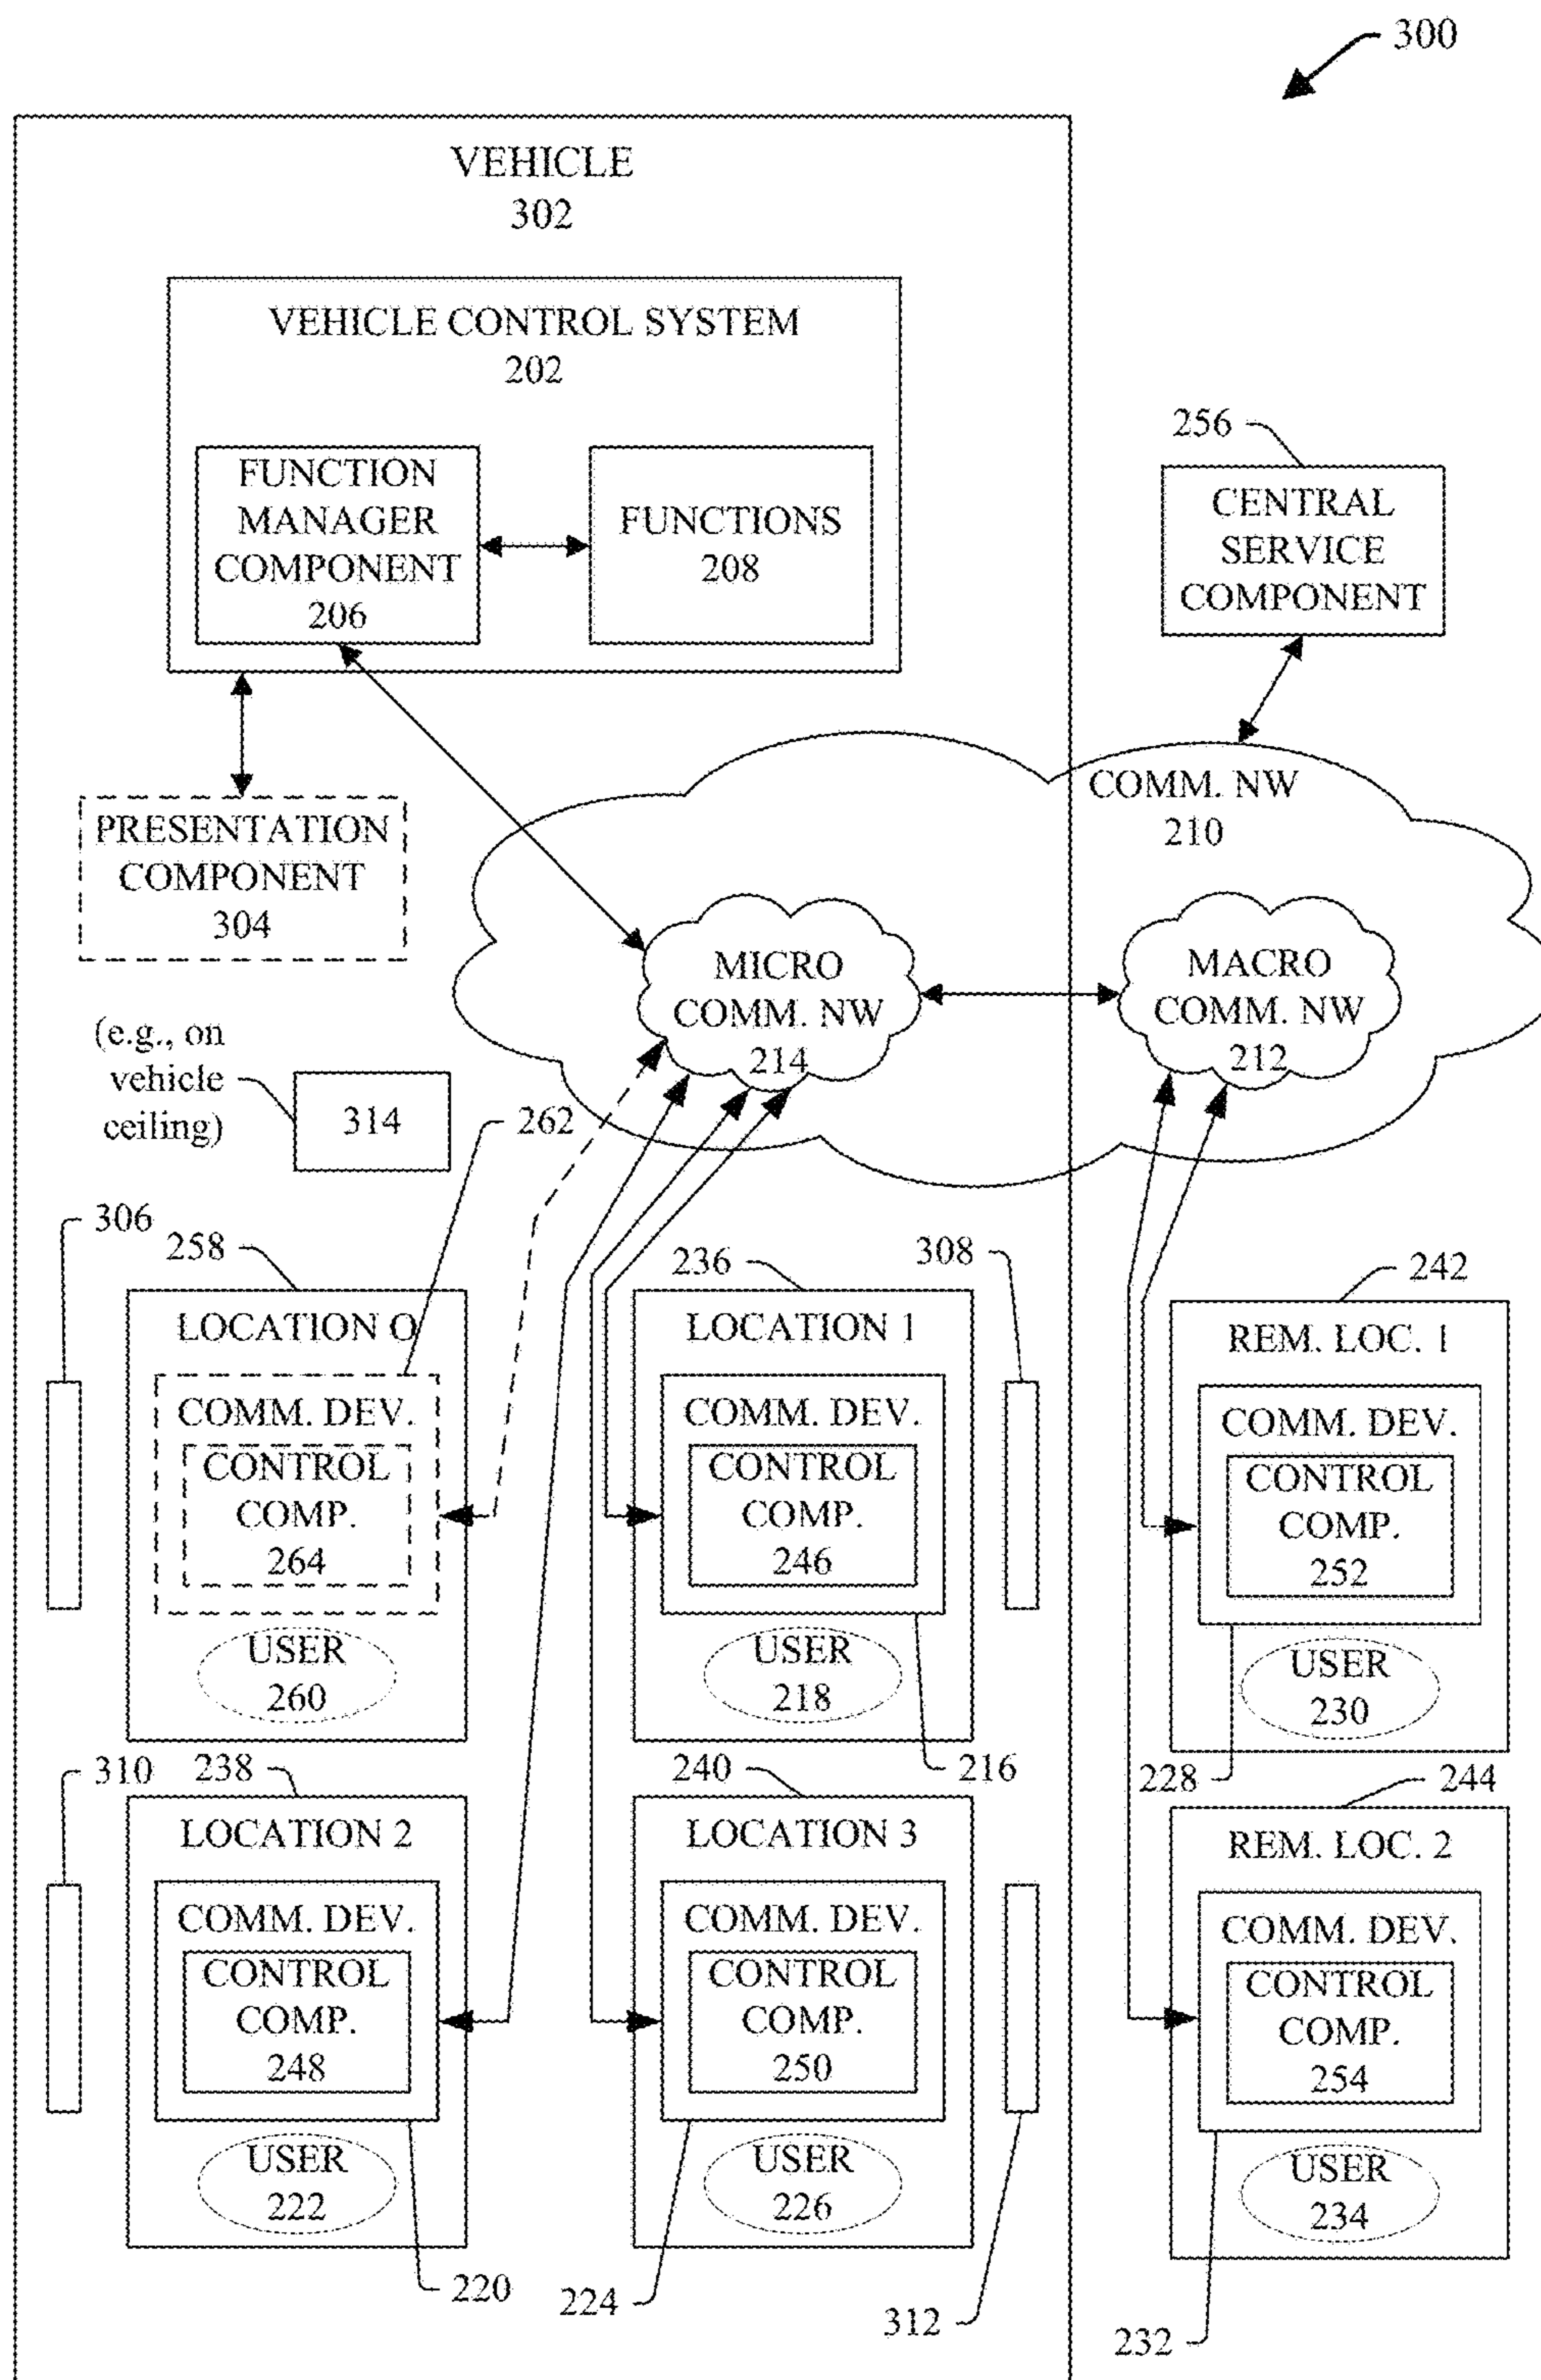 300
VEHICLE
302
VEHICLE CONTROL SYSTEM
202
FUNCTION
MANAGER
COMPONENT
206
FUNCTIONS
208
256
CENTRAL
SERVICE
COMPONENT
PRESENTATION
COMPONENT
304
COMM. NW
210
MICRO
COMM. NW
214
MACRO
COMM. NW
212
(e.g., on
vehicle
ceiling)
314
262
306
258
LOCATION O
COMM. DEV.
CONTROL
COMP.
264
USER
260
236
LOCATION 1
COMM. DEV.
CONTROL
COMP.
246
USER
218
216
308
242
REM. LOC. 1
COMM. DEV.
CONTROL
COMP.
252
USER
230
228
310
238
LOCATION 2
COMM. DEV.
CONTROL
COMP.
248
USER
222
220
240
LOCATION 3
COMM. DEV.
CONTROL
COMP.
250
USER
226
224
312
244
REM. LOC. 2
COMM. DEV.
CONTROL
COMP.
254
USER
234
232